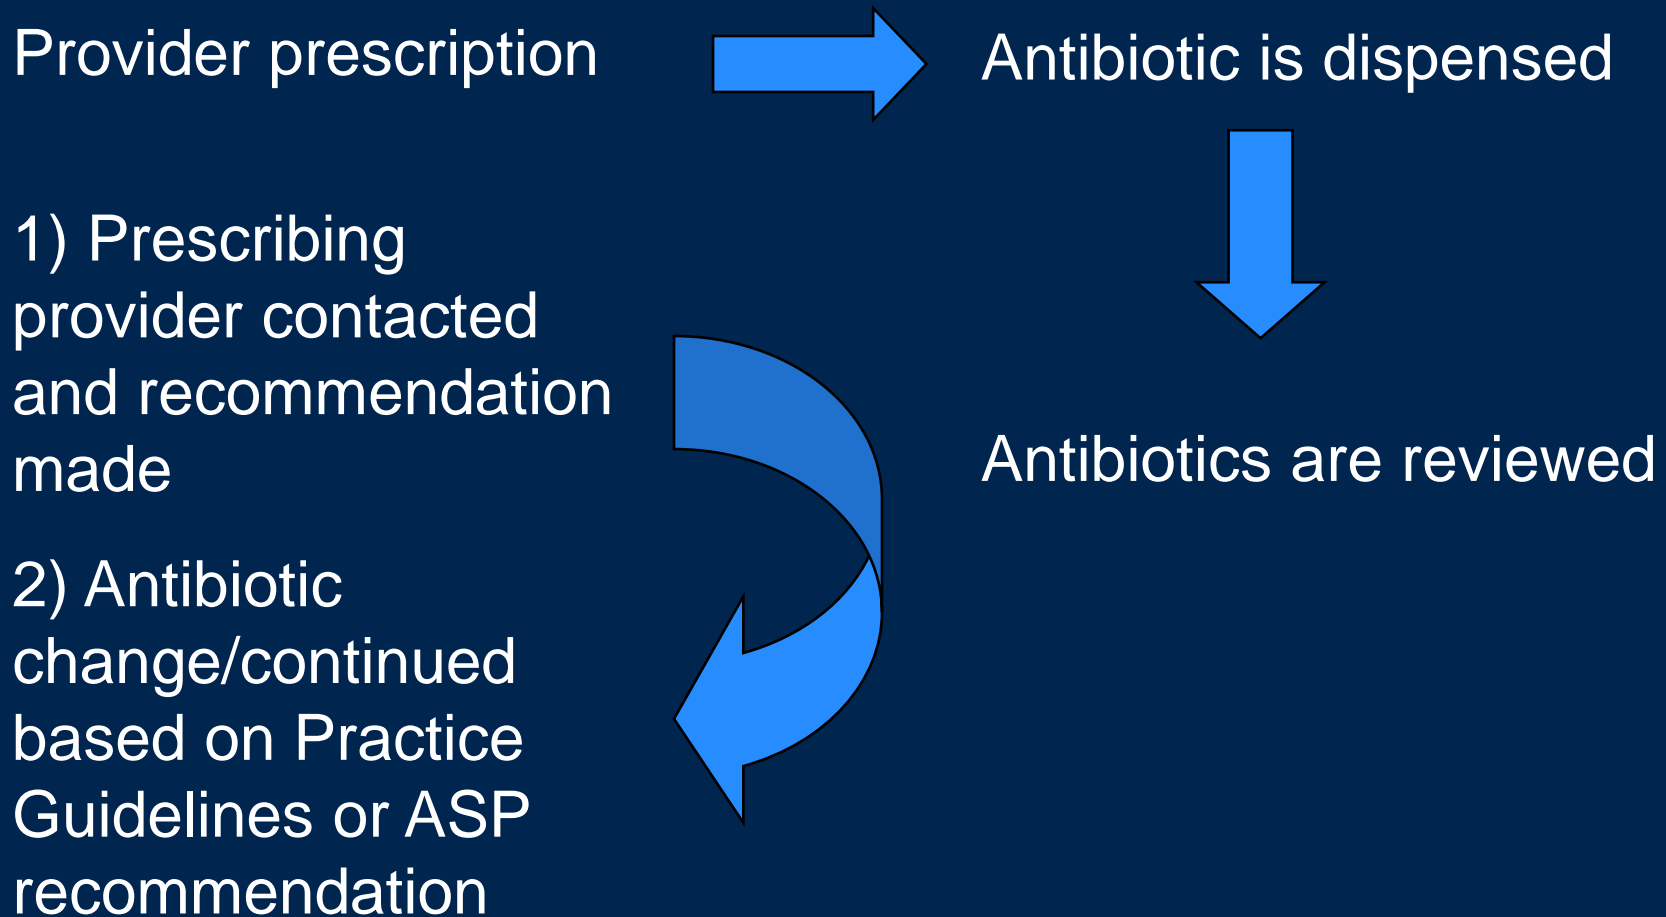 Provider prescription
Antibiotic is dispensed
Antibiotics are reviewed
1) Prescribing
provider contacted
and recommendation
made
2) Antibiotic
change/continued
based on Practice
Guidelines or ASP
recommendation